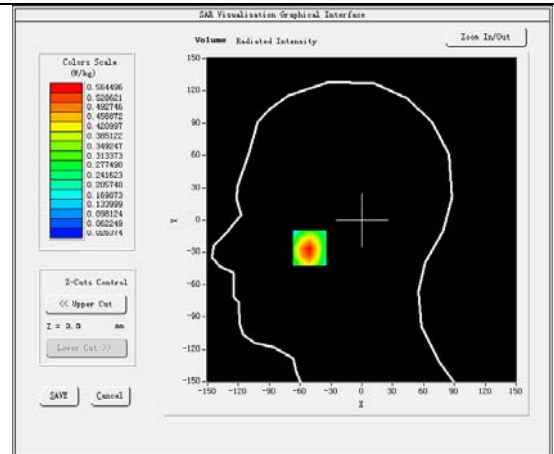 SAR Visualisation Graphical Interface
Volume Radiated Intensity
Zoom In/Out
Colors Scale
(W/kg)
0.564496
0.528621
0.492746
0.456872
0.420997
0.385122
0.349247
0.313373
0.277498
0.241623
0.205748
0.169873
0.133999
0.098124
0.062249
0.026374
Z-Cuts Control
<< Upper Cut
Z = 3.5 mm
Lower Cut >>
SAVE
Cancel
150
120
90
60
30
0
-30
-60
-90
-120
-150
Y
-150 -120 -90 -60 -30 0 30 60 90 120 150
X